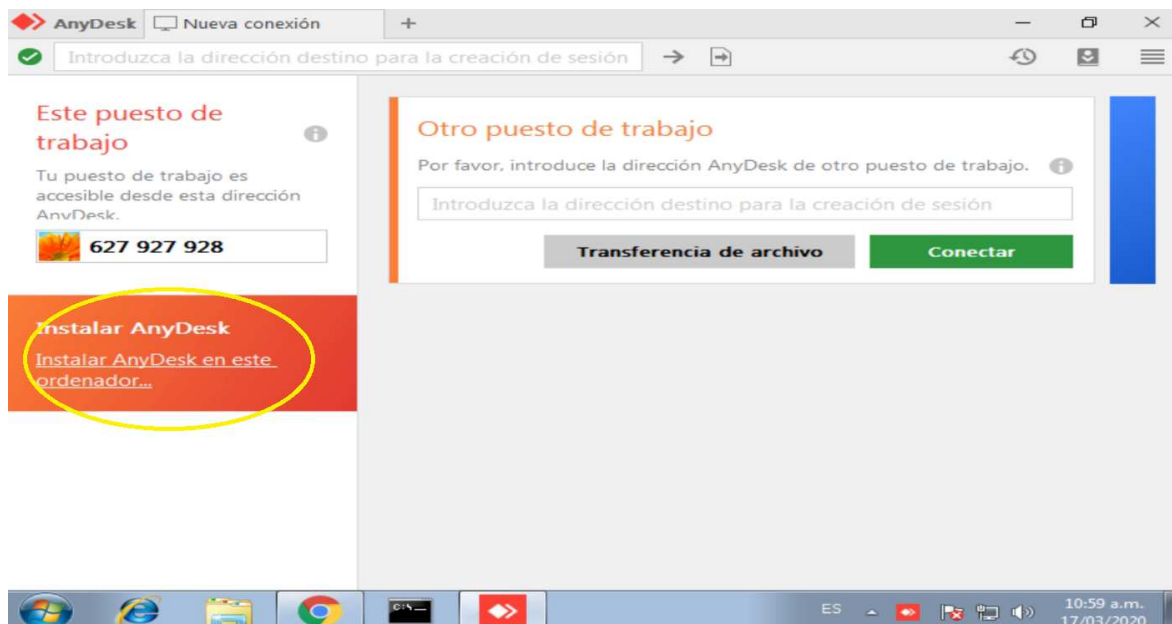 AnyDesk Nueva conexión +
Introduzca la dirección destino para la creación de sesión
Este puesto de
trabajo
Tu puesto de trabajo es
accesible desde esta dirección
AnyDesk.
627 927 928
Instalar AnyDesk
Instalar AnyDesk en este
ordenador...
Otro puesto de trabajo
Por favor, introduce la dirección AnyDesk de otro puesto de trabajo.
Introduzca la dirección destino para la creación de sesión
Transferencia de archivo Conectar
C:\_
ES
10:59 a.m.
17/03/2020